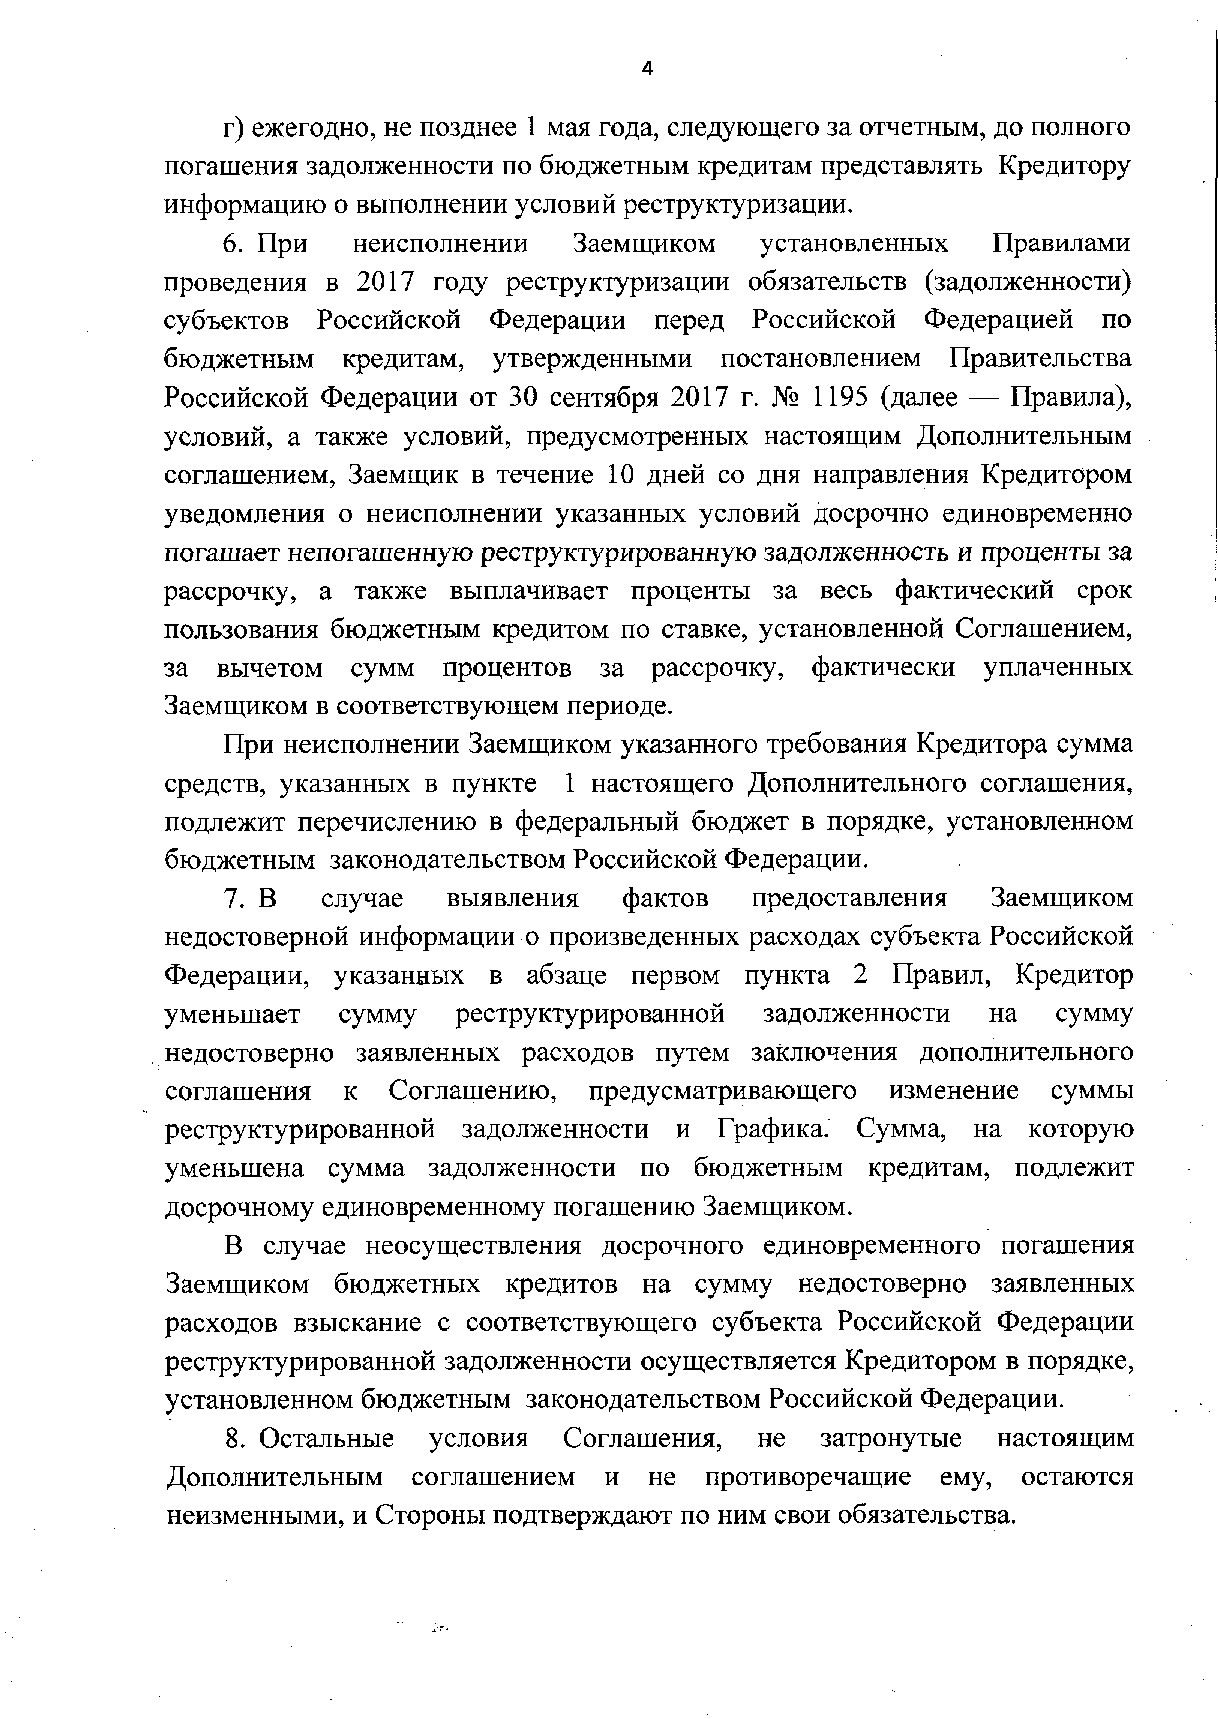 4
г) ежегодно, не позднее 1 мая года, следующего за отчетным, до полного
погашения задолженности по бюджетным кредитам представлять Кредитору
информацию о выполнении условий реструктуризации.
6. При неисполнении Заемщиком установленных Правилами
проведения в 2017 году реструктуризации обязательств (задолженности)
субъектов Российской Федерации перед Российской Федерацией по
бюджетным кредитам, утвержденными постановлением Правительства
Российской Федерации от 30 сентября 2017 г. № 1195 (далее — Правила),
условий, а также условий, предусмотренных настоящим Дополнительным
соглашением, Заемщик в течение 10 дней со дня направления Кредитором
уведомления о неисполнении указанных условий досрочно единовременно
погашает непогашенную реструктурированную задолженность и проценты за
рассрочку, а также выплачивает проценты за весь фактический срок
пользования бюджетным кредитом по ставке, установленной Соглашением,
за вычетом сумм процентов за рассрочку, фактически уплаченных
Заемщиком в соответствующем периоде.
При неисполнении Заемщиком указанного требования Кредитора сумма
средств, указанных в пункте 1 настоящего Дополнительного соглашения,
подлежит перечислению в федеральный бюджет в порядке, установленном
бюджетным законодательством Российской Федерации.
7. В случае выявления фактов предоставления Заемщиком
недостоверной информации о произведенных расходах субъекта Российской
Федерации, указанных в абзаце первом пункта 2 Правил, Кредитор
уменьшает сумму реструктурированной задолженности на сумму
недостоверно заявленных расходов путем заключения дополнительного
соглашения к Соглашению, предусматривающего изменение суммы
реструктурированной задолженности и Графика. Сумма, на которую
уменьшена сумма задолженности по бюджетным кредитам, подлежит
досрочному единовременному погашению Заемщиком.
В случае неосуществления досрочного единовременного погашения
Заемщиком бюджетных кредитов на сумму недостоверно заявленных
расходов взыскание с соответствующего субъекта Российской Федерации
реструктурированной задолженности осуществляется Кредитором в порядке,
установленном бюджетным законодательством Российской Федерации.
8. Остальные условия Соглашения, не затронутые настоящим
Дополнительным соглашением и не противоречащие ему, остаются
неизменными, и Стороны подтверждают по ним свои обязательства.